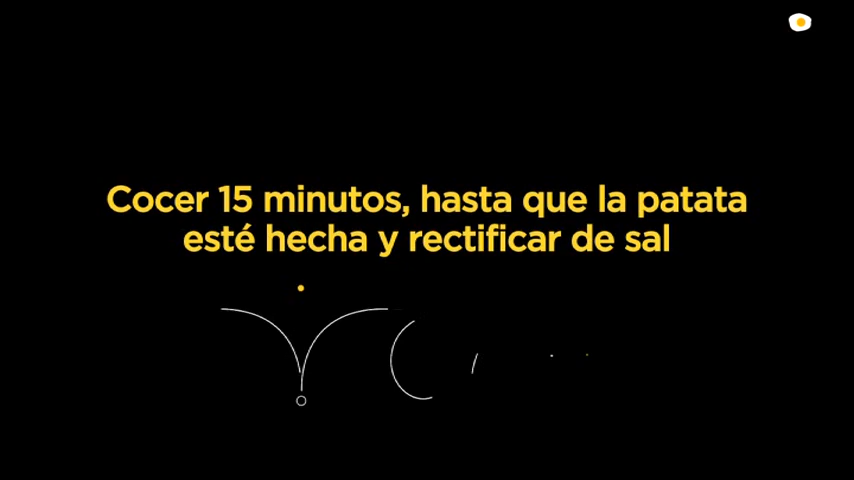 Cocer 15 minutos, hasta que la patata
esté hecha y rectificar de sal